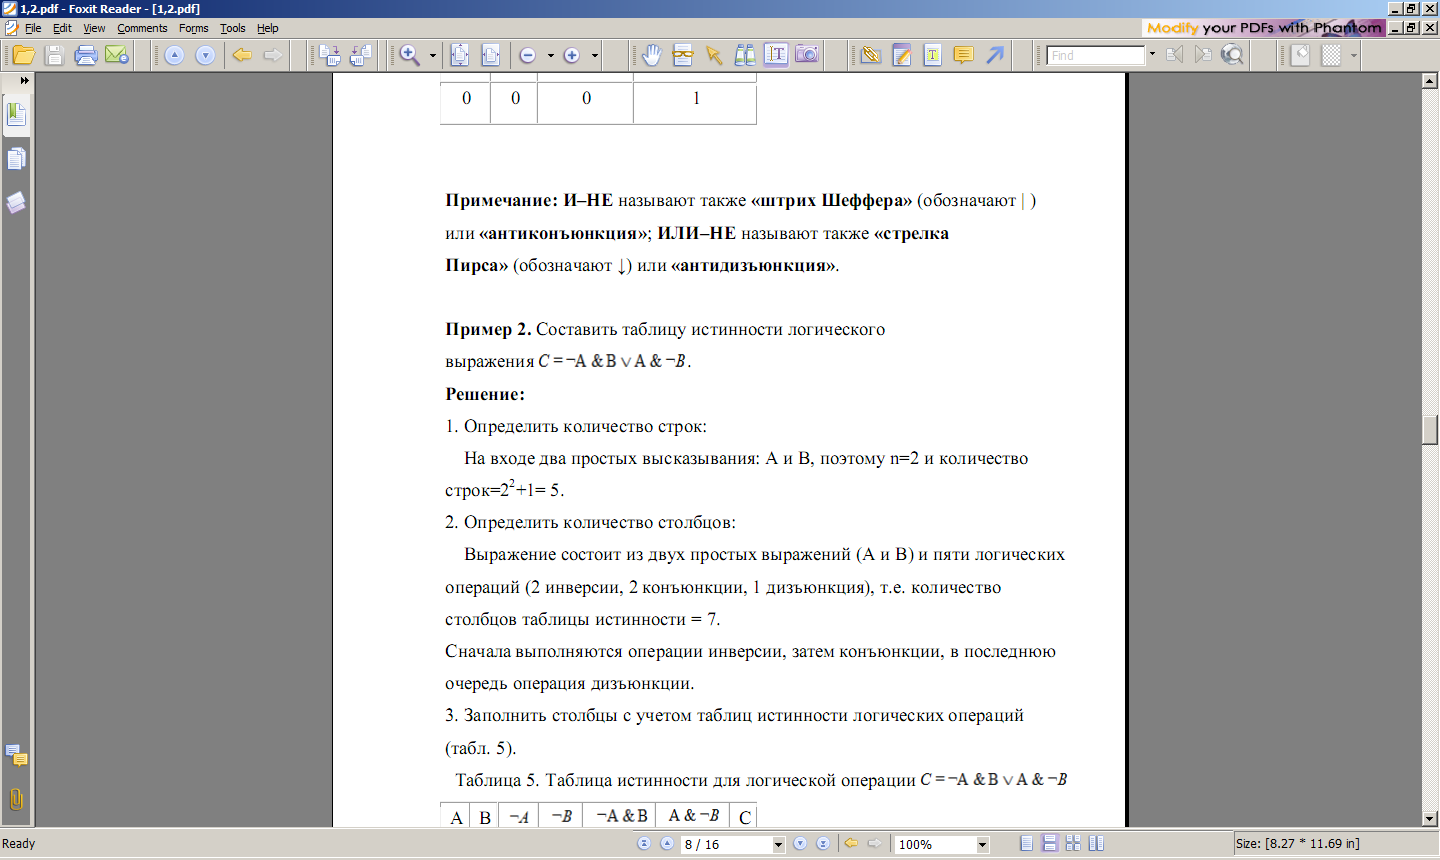 1,2.pdf - Foxit Reader - [1,2.pdf]
File Edit View Comments Forms Tools Help
Modify your PDFs with Phantom
Find
0 0 0 1
Примечание: И–НЕ называют также «штрих Шеффера» (обозначают | )
или «антиконъюнкция»; ИЛИ–НЕ называют также «стрелка
Пирса» (обозначают ↓) или «антидизъюнкция».
Пример 2. Составить таблицу истинности логического
выражения C = ¬A & B ∨ A & ¬B.
Решение:
1. Определить количество строк:
На входе два простых высказывания: А и В, поэтому n=2 и количество
строк=2²+1= 5.
2. Определить количество столбцов:
Выражение состоит из двух простых выражений (А и В) и пяти логических
операций (2 инверсии, 2 конъюнкции, 1 дизъюнкция), т.е. количество
столбцов таблицы истинности = 7.
Сначала выполняются операции инверсии, затем конъюнкции, в последнюю
очередь операция дизъюнкции.
3. Заполнить столбцы с учетом таблиц истинности логических операций
(табл. 5).
Таблица 5. Таблица истинности для логической операции C = ¬A & B ∨ A & ¬B
А В ¬A ¬B ¬A & B A & ¬B С
Ready
8 / 16
100%
Size: [8.27 * 11.69 in]